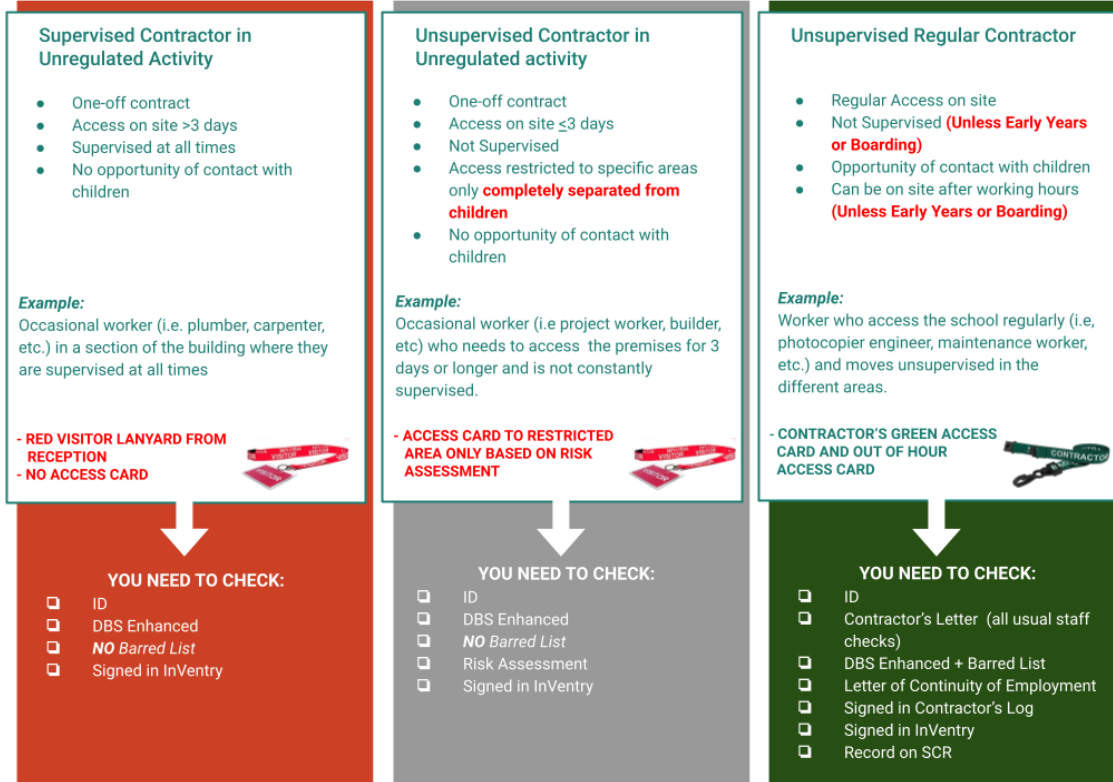 Supervised Contractor in
Unregulated Activity
● One-off contract
● Access on site >3 days
● Supervised at all times
● No opportunity of contact with
children
Example:
Occasional worker (i.e. plumber, carpenter,
etc.) in a section of the building where they
are supervised at all times
- RED VISITOR LANYARD FROM
RECEPTION
- NO ACCESS CARD
VISITOR
VISITOR
YOU NEED TO CHECK:
❏ ID
❏ DBS Enhanced
❏ NO Barred List
❏ Signed in InVentry
Unsupervised Contractor in
Unregulated activity
● One-off contract
● Access on site ≤3 days
● Not Supervised
● Access restricted to specific areas
only completely separated from
children
● No opportunity of contact with
children
Example:
Occasional worker (i.e project worker, builder,
etc) who needs to access the premises for 3
days or longer and is not constantly
supervised.
- ACCESS CARD TO RESTRICTED
AREA ONLY BASED ON RISK
ASSESSMENT
VISITOR
VISITOR
YOU NEED TO CHECK:
❏ ID
❏ DBS Enhanced
❏ NO Barred List
❏ Risk Assessment
❏ Signed in InVentry
Unsupervised Regular Contractor
● Regular Access on site
● Not Supervised (Unless Early Years
or Boarding)
● Opportunity of contact with children
● Can be on site after working hours
(Unless Early Years or Boarding)
Example:
Worker who access the school regularly (i.e,
photocopier engineer, maintenance worker,
etc.) and moves unsupervised in the
different areas.
- CONTRACTOR'S GREEN ACCESS
CARD AND OUT OF HOUR
ACCESS CARD
CONTRACTOR
YOU NEED TO CHECK:
❏ ID
❏ Contractor's Letter (all usual staff
checks)
❏ DBS Enhanced + Barred List
❏ Letter of Continuity of Employment
❏ Signed in Contractor's Log
❏ Signed in InVentry
❏ Record on SCR